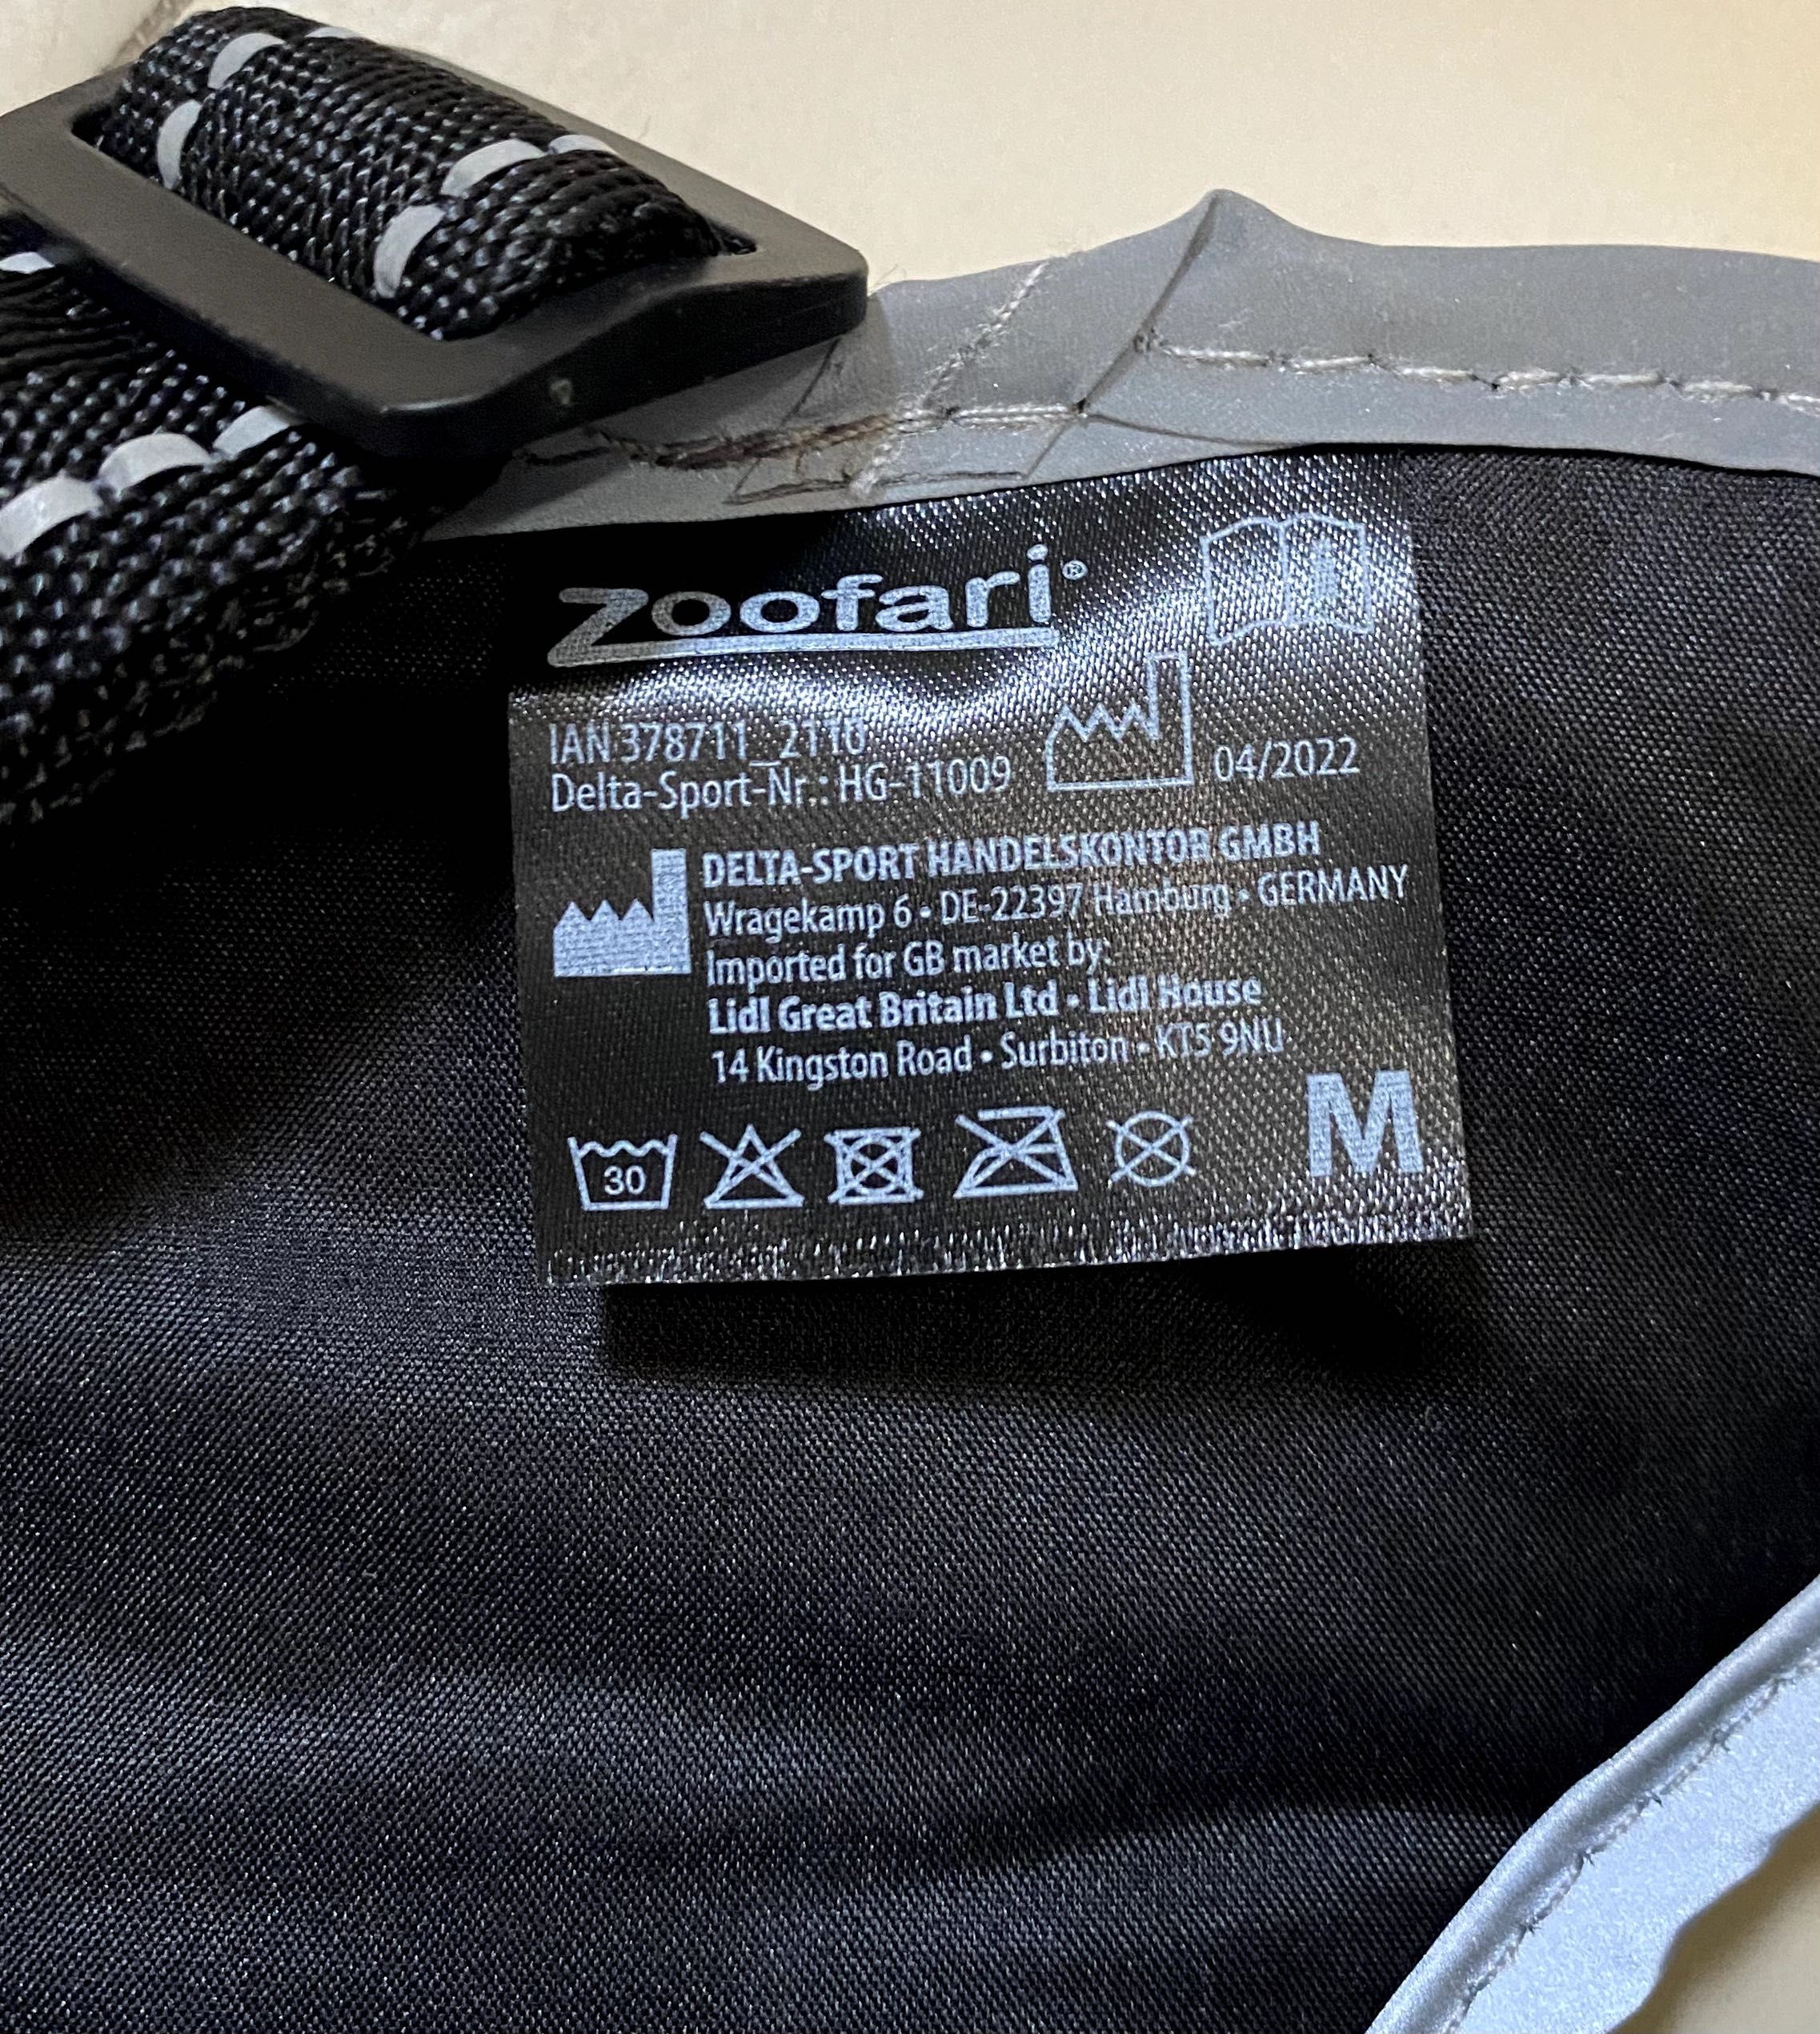 Zoofari®
IAN 378711_2110
Delta-Sport-Nr.: HG-11009
04/2022
DELTA-SPORT HANDELSKONTOR GMBH
Wragekamp 6 • DE-22397 Hamburg • GERMANY
Imported for GB market by:
Lidl Great Britain Ltd • Lidl House
14 Kingston Road • Surbiton • KT5 9NU
30
M